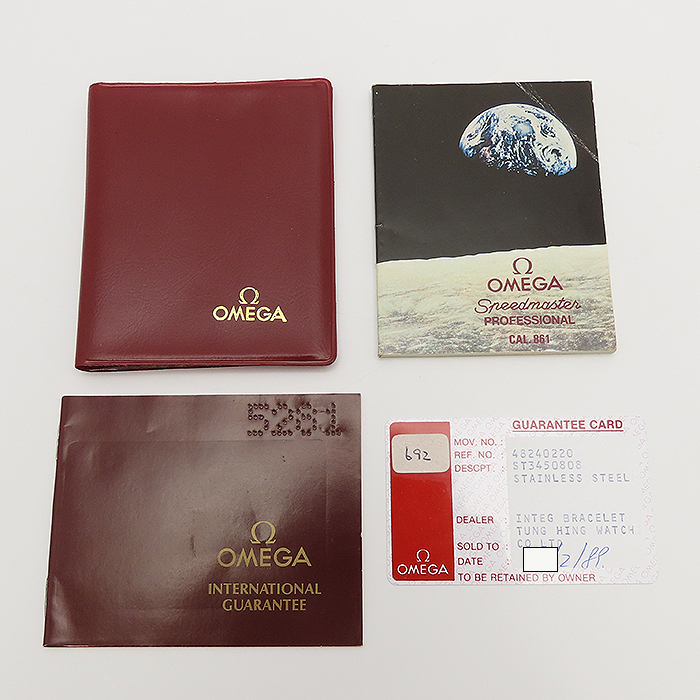 Ω
OMEGA
Ω
OMEGA
Speedmaster
PROFESSIONAL
CAL. 861
Ω
OMEGA
INTERNATIONAL
GUARANTEE
692
GUARANTEE CARD
MOV. NO. : 48240220
REF. NO. : ST3450808
DESCPT. : STAINLESS STEEL
INTEG BRACELET
DEALER : TUNG HING WATCH
CO LTD
SOLD TO :
DATE : 2/89.
TO BE RETAINED BY OWNER
Ω
OMEGA